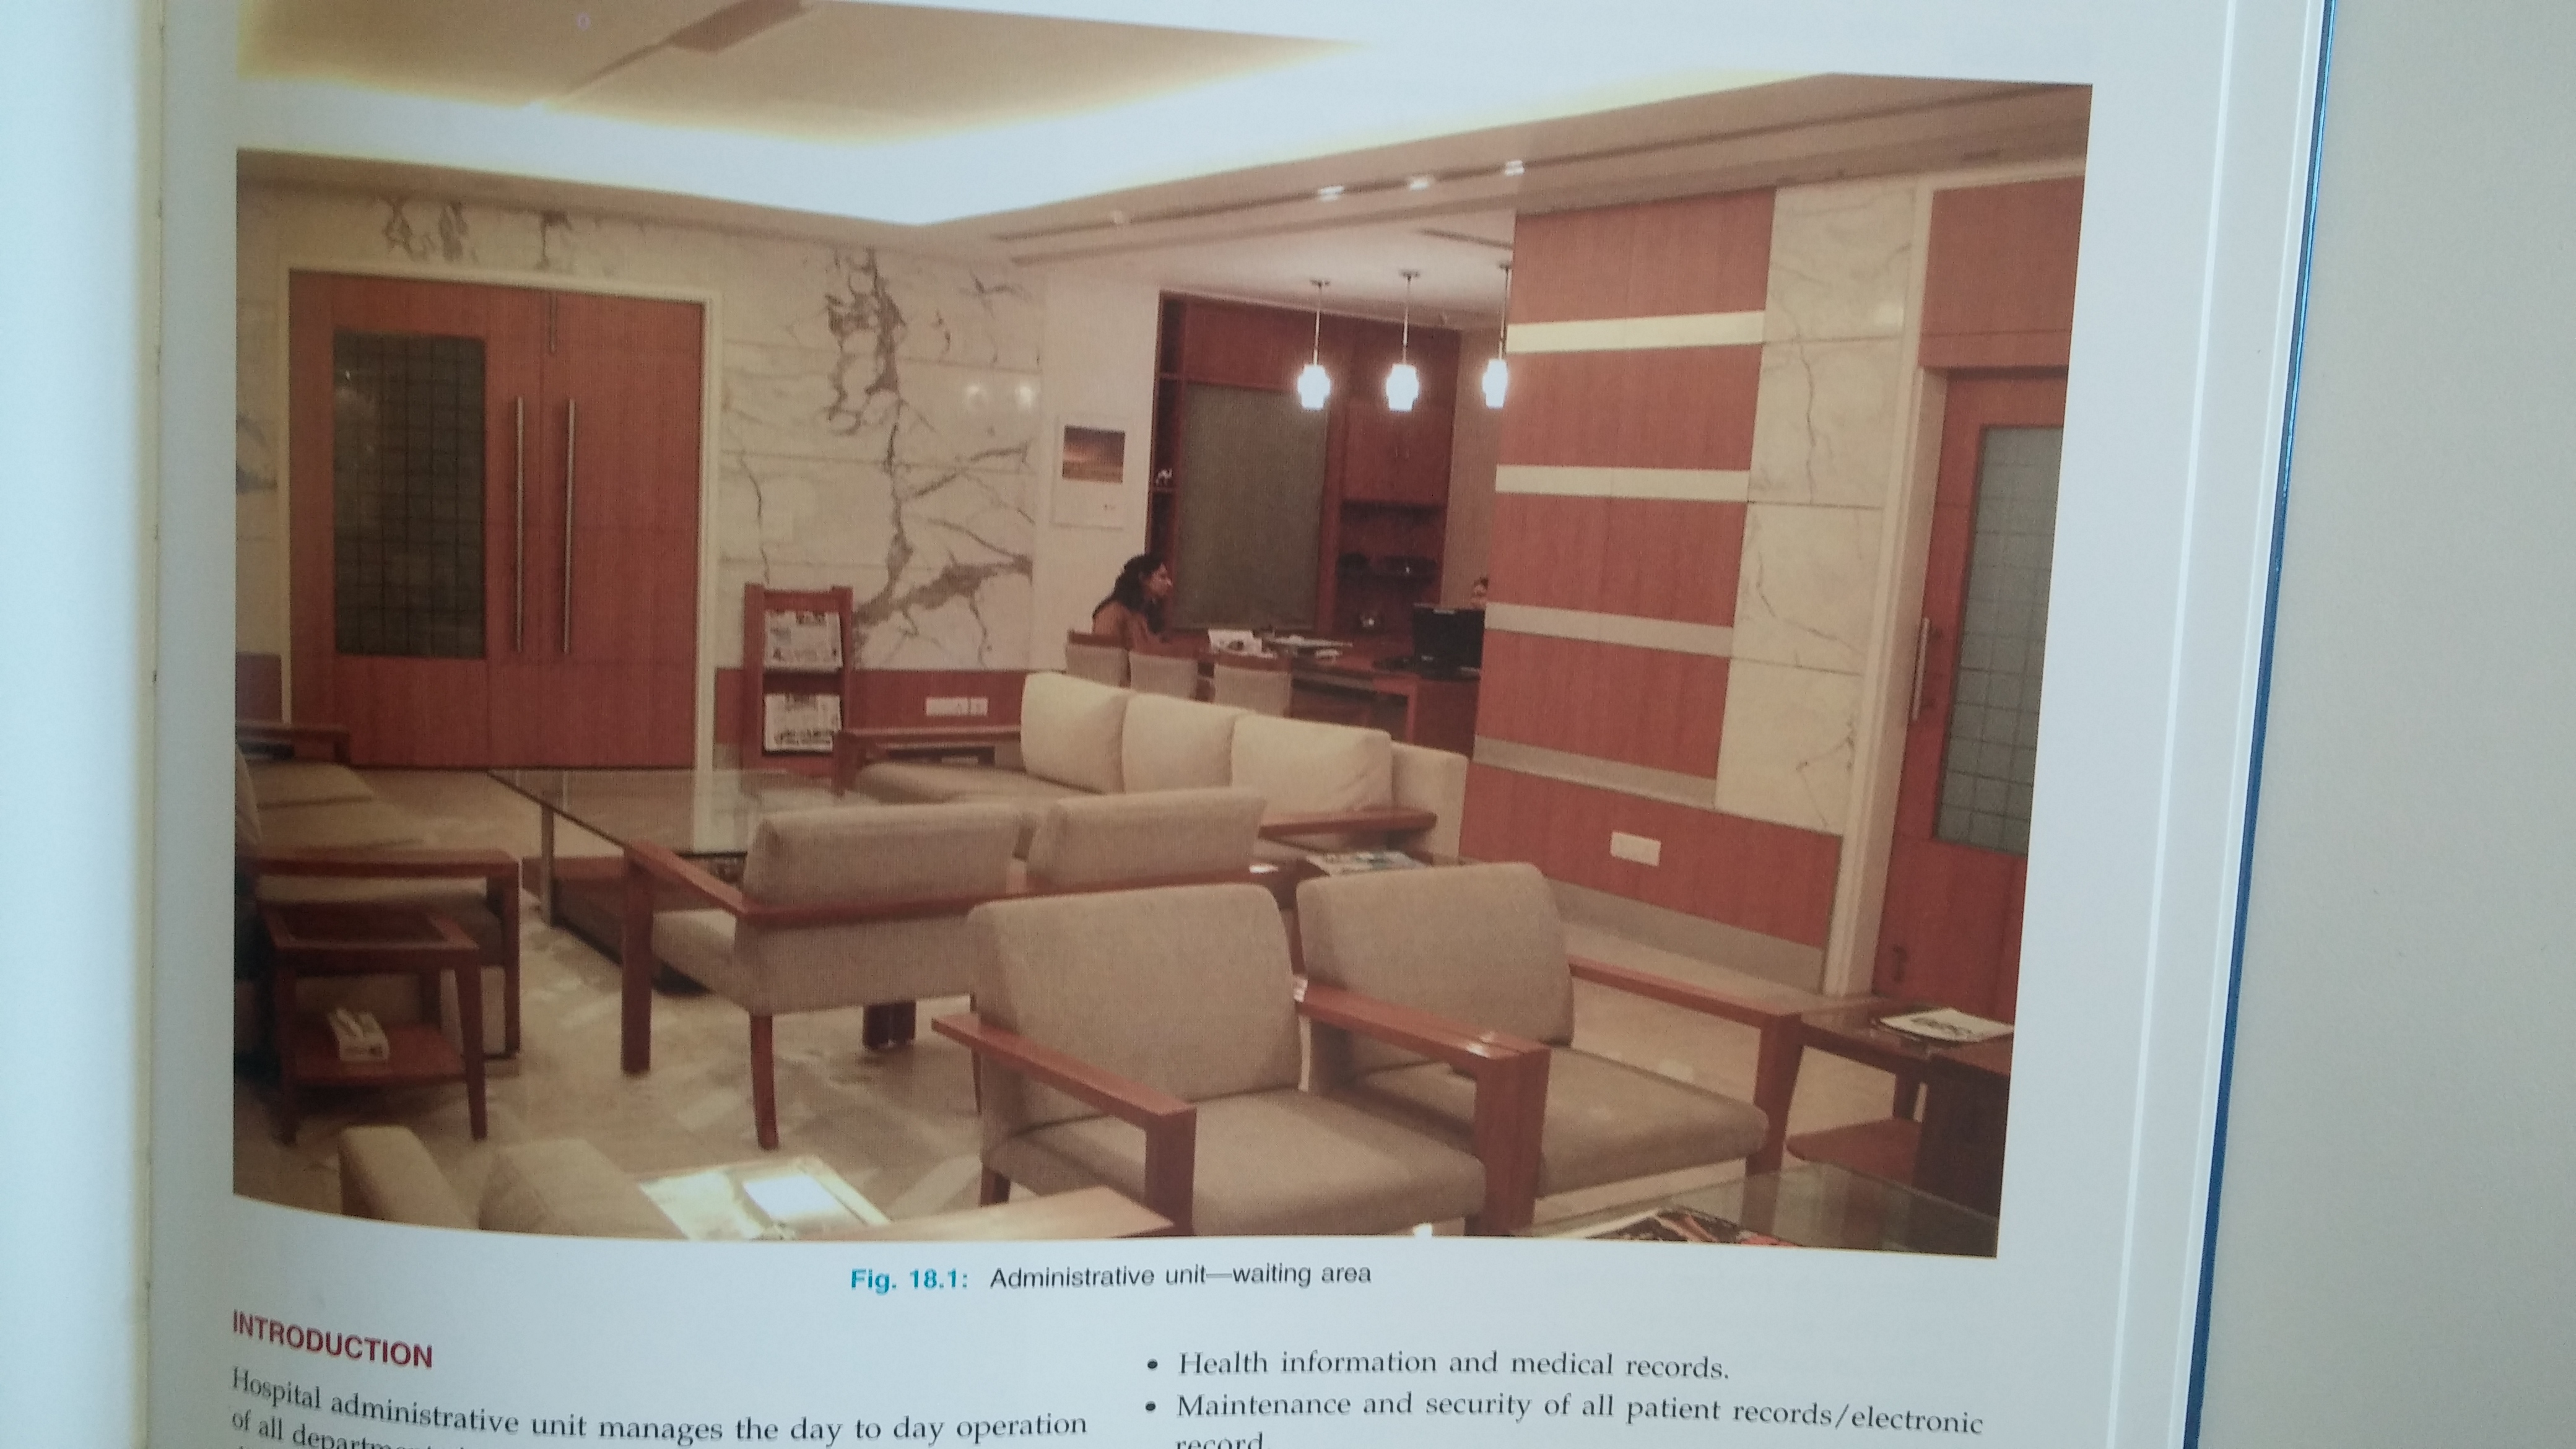 Fig. 18.1: Administrative unit—waiting area
INTRODUCTION
Hospital administrative unit manages the day to day operation
of all
• Health information and medical records.
• Maintenance and security of all patient records/electronic
record